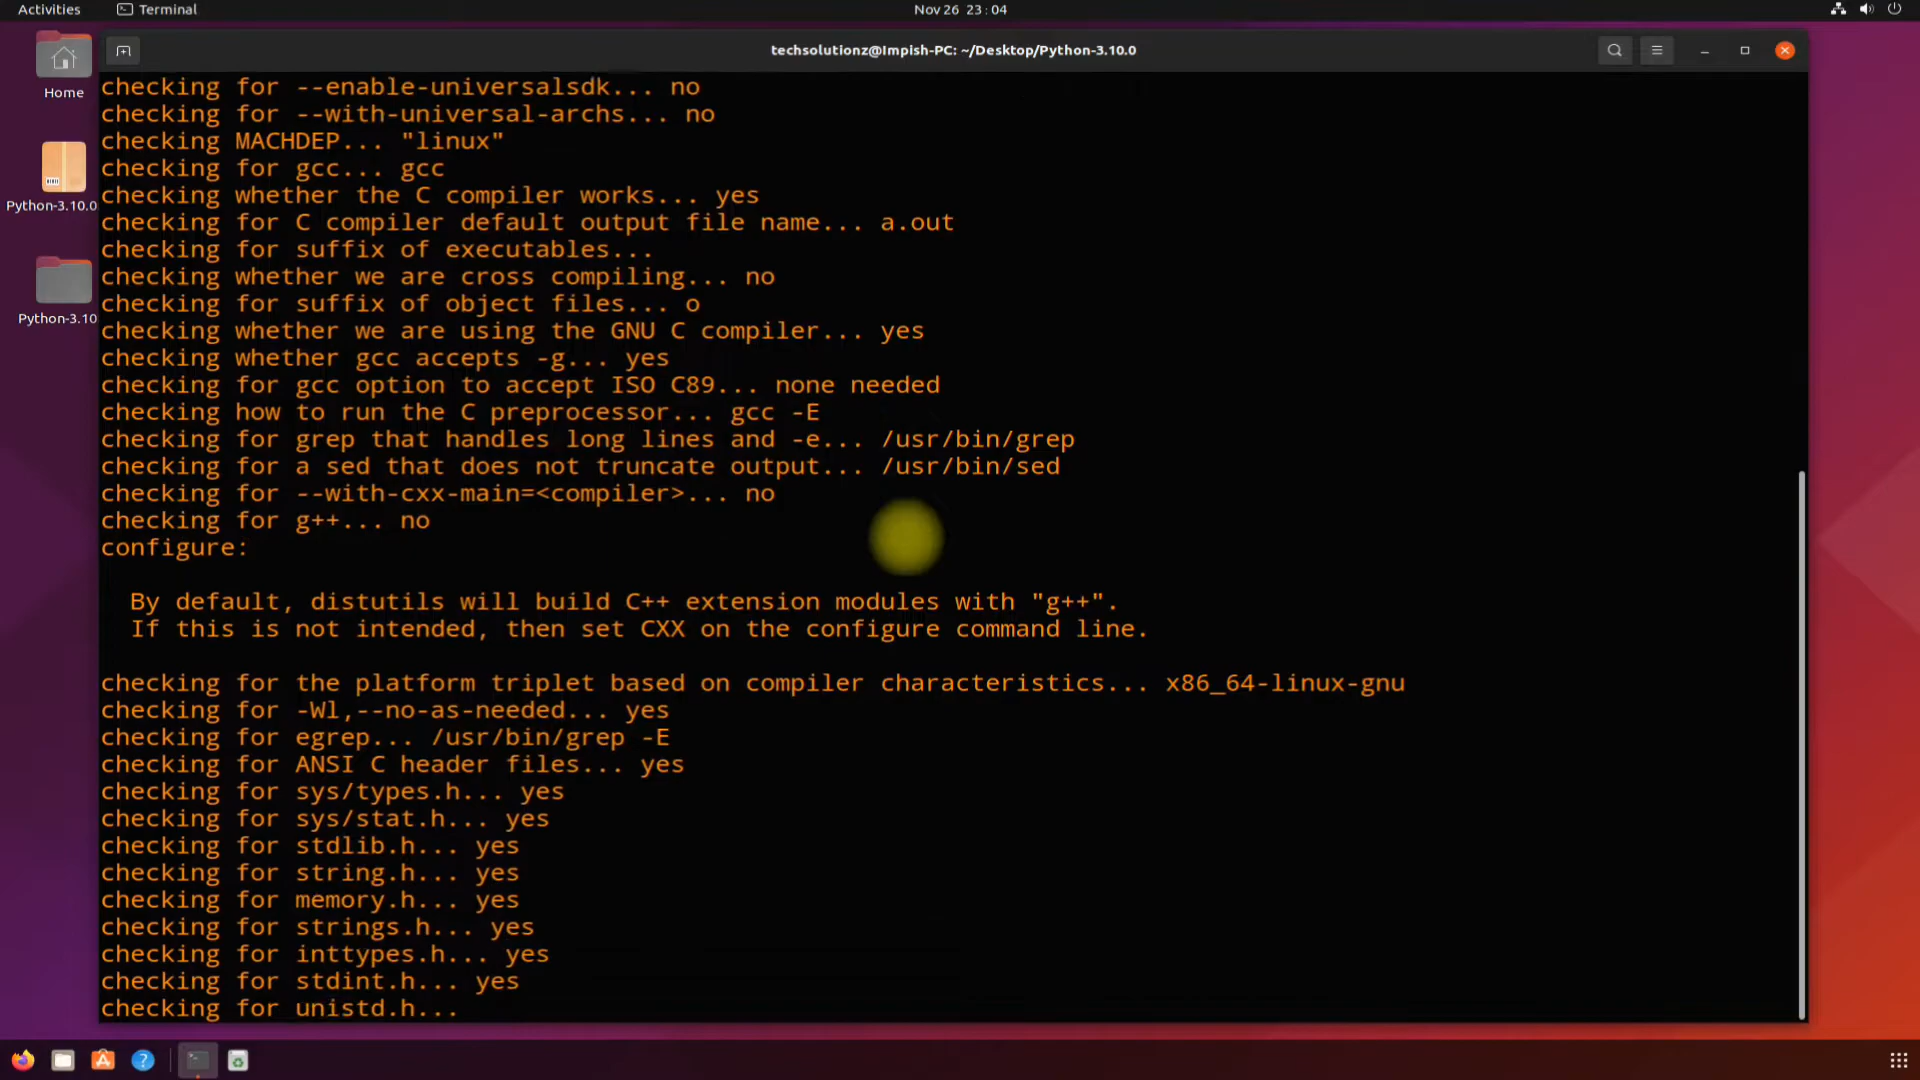 Activities
Terminal
Nov 26 23:04
techsolutionz@Impish-PC: ~/Desktop/Python-3.10.0
Home
Python-3.10.0
Python-3.10
checking for --enable-universalsdk... no
checking for --with-universal-archs... no
checking MACHDEP... "linux"
checking for gcc... gcc
checking whether the C compiler works... yes
checking for C compiler default output file name... a.out
checking for suffix of executables...
checking whether we are cross compiling... no
checking for suffix of object files... o
checking whether we are using the GNU C compiler... yes
checking whether gcc accepts -g... yes
checking for gcc option to accept ISO C89... none needed
checking how to run the C preprocessor... gcc -E
checking for grep that handles long lines and -e... /usr/bin/grep
checking for a sed that does not truncate output... /usr/bin/sed
checking for --with-cxx-main=<compiler>... no
checking for g++... no
configure:
By default, distutils will build C++ extension modules with "g++".
If this is not intended, then set CXX on the configure command line.
checking for the platform triplet based on compiler characteristics... x86_64-linux-gnu
checking for -Wl,--no-as-needed... yes
checking for egrep... /usr/bin/grep -E
checking for ANSI C header files... yes
checking for sys/types.h... yes
checking for sys/stat.h... yes
checking for stdlib.h... yes
checking for string.h... yes
checking for memory.h... yes
checking for strings.h... yes
checking for inttypes.h... yes
checking for stdint.h... yes
checking for unistd.h...